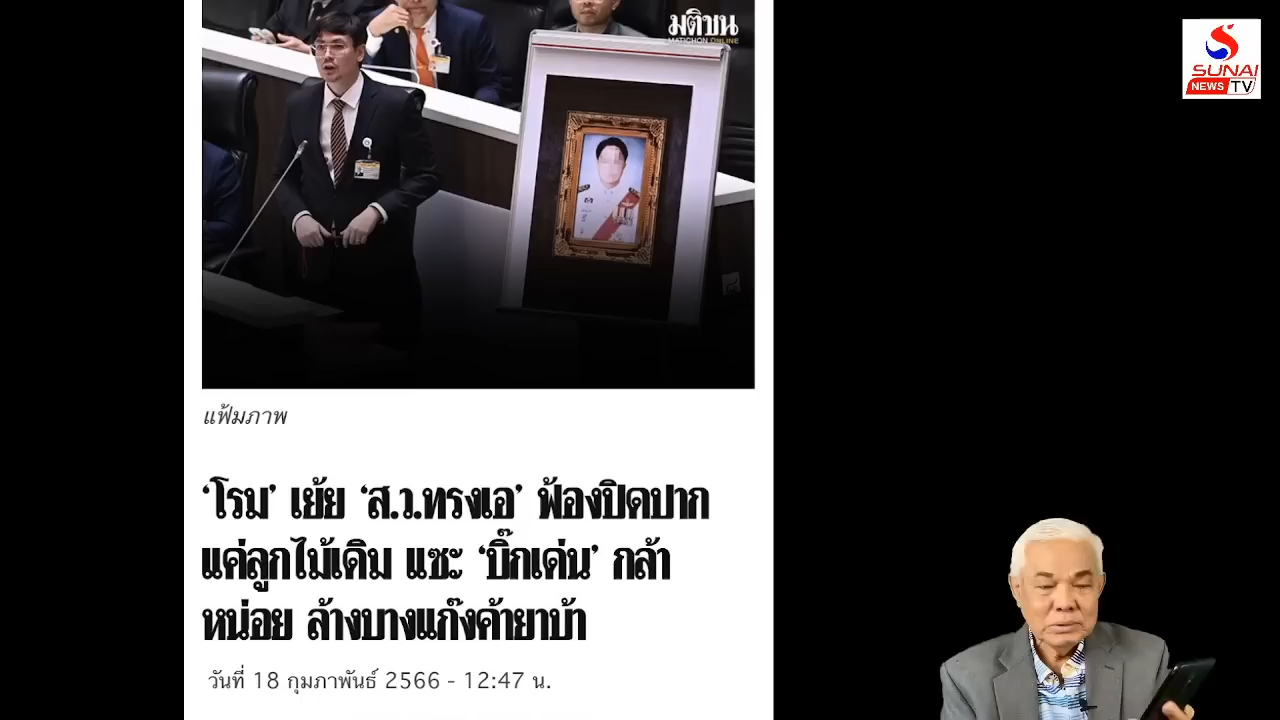 มติชน
MATICHON ONLINE
SUNAI
NEWS TV
แฟ้มภาพ
‘โรม’ เย้ย ‘ส.ว.ทรงเอ’ ฟ้องปิดปาก
แค่ลูกไม้เดิม แซะ ‘บิ๊กเด่น’ กล้า
หน่อย ล้างบางแก๊งค้ายาบ้า
วันที่ 18 กุมภาพันธ์ 2566 - 12:47 น.